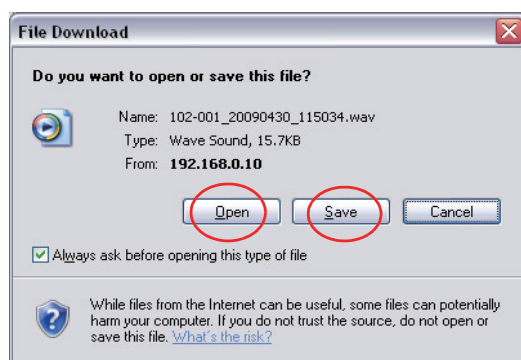 File Download
Do you want to open or save this file?
Name: 102-001_20090430_115034.wav
Type: Wave Sound, 15.7KB
From: 192.168.0.10
Open
Save
Cancel
Always ask before opening this type of file
While files from the Internet can be useful, some files can potentially
harm your computer. If you do not trust the source, do not open or
save this file. What's the risk?